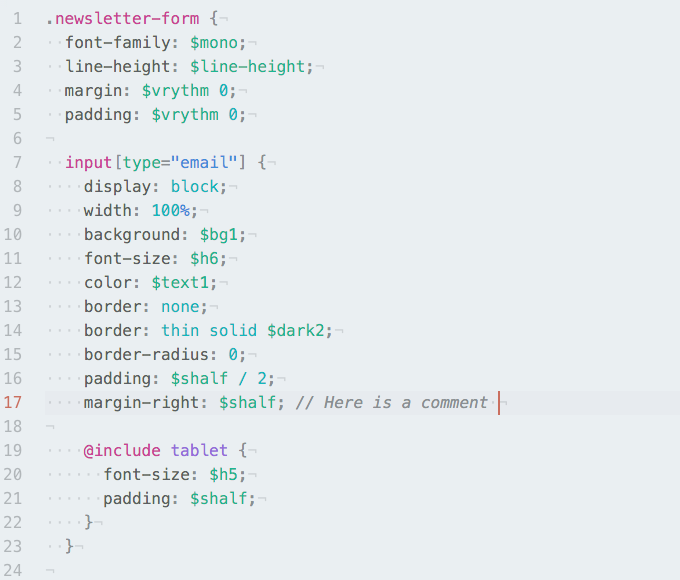 1 .newsletter-form {
2   font-family: $mono;
3   line-height: $line-height;
4   margin: $vrythm 0;
5   padding: $vrythm 0;
6
7   input[type="email"] {
8     display: block;
9     width: 100%;
10     background: $bg1;
11     font-size: $h6;
12     color: $text1;
13     border: none;
14     border: thin solid $dark2;
15     border-radius: 0;
16     padding: $shalf / 2;
17     margin-right: $shalf; // Here is a comment
18
19     @include tablet {
20       font-size: $h5;
21       padding: $shalf;
22     }
23   }
24